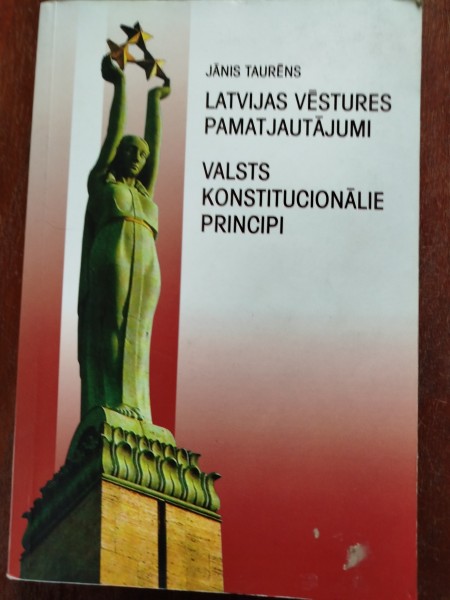 JĀNIS TAURĒNS
LATVIJAS VĒSTURES
PAMATJAUTĀJUMI
VALSTS
KONSTITUCIONĀLIE
PRINCIPI